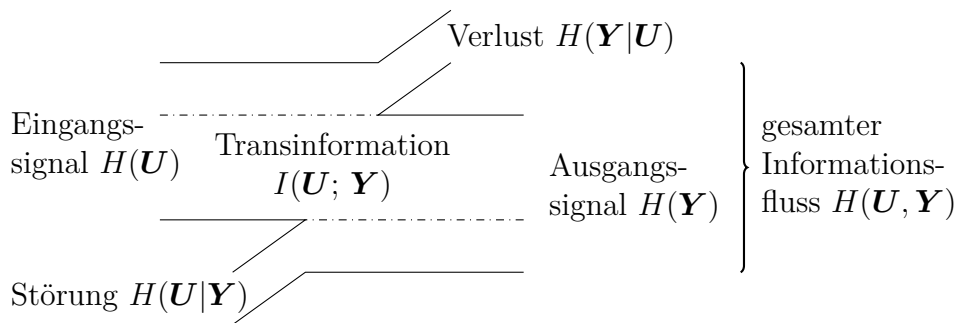 Verlust H(Y|U)
Eingangs-
signal H(U)
Transinformation
I(U; Y)
Ausgangs-
signal H(Y)
gesamter
Informations-
fluss H(U, Y)
Störung H(U|Y)